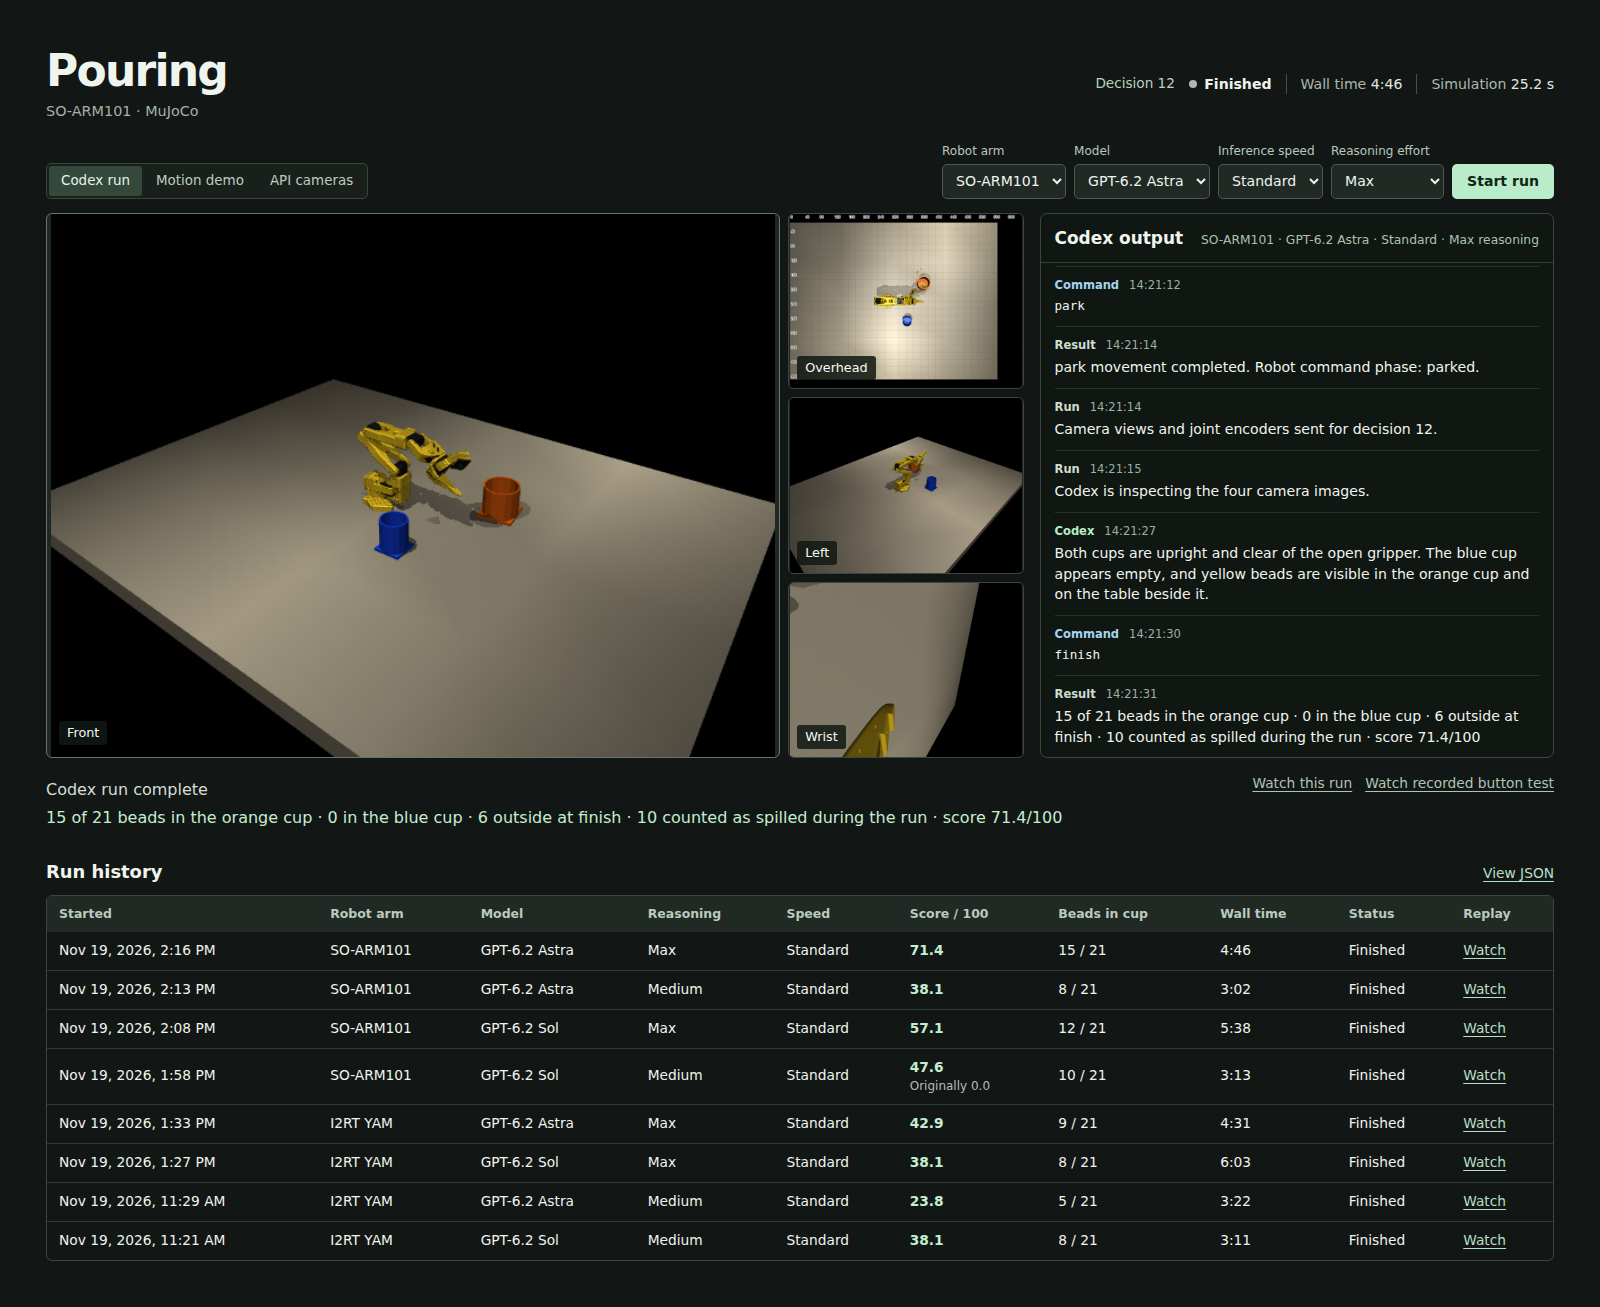 Pouring
SO-ARM101 · MuJoCo
Decision 12 Finished Wall time 4:46 Simulation 25.2 s
Robot arm Model Inference speed Reasoning effort
Codex run Motion demo API cameras
SO-ARM101 GPT-6.2 Astra Standard Max Start run
Front
Overhead
Left
Wrist
Codex output SO-ARM101 · GPT-6.2 Astra · Standard · Max reasoning
Command 14:21:12
park
Result 14:21:14
park movement completed. Robot command phase: parked.
Run 14:21:14
Camera views and joint encoders sent for decision 12.
Run 14:21:15
Codex is inspecting the four camera images.
Codex 14:21:27
Both cups are upright and clear of the open gripper. The blue cup
appears empty, and yellow beads are visible in the orange cup and
on the table beside it.
Command 14:21:30
finish
Result 14:21:31
15 of 21 beads in the orange cup · 0 in the blue cup · 6 outside at
finish · 10 counted as spilled during the run · score 71.4/100
Codex run complete
Watch this run Watch recorded button test
15 of 21 beads in the orange cup · 0 in the blue cup · 6 outside at finish · 10 counted as spilled during the run · score 71.4/100
Run history
View JSON
Started Robot arm Model Reasoning Speed Score / 100 Beads in cup Wall time Status Replay
Nov 19, 2026, 2:16 PM SO-ARM101 GPT-6.2 Astra Max Standard 71.4 15 / 21 4:46 Finished Watch
Nov 19, 2026, 2:13 PM SO-ARM101 GPT-6.2 Astra Medium Standard 38.1 8 / 21 3:02 Finished Watch
Nov 19, 2026, 2:08 PM SO-ARM101 GPT-6.2 Sol Max Standard 57.1 12 / 21 5:38 Finished Watch
Nov 19, 2026, 1:58 PM SO-ARM101 GPT-6.2 Sol Medium Standard 47.6 10 / 21 3:13 Finished Watch
Originally 0.0
Nov 19, 2026, 1:33 PM I2RT YAM GPT-6.2 Astra Max Standard 42.9 9 / 21 4:31 Finished Watch
Nov 19, 2026, 1:27 PM I2RT YAM GPT-6.2 Sol Max Standard 38.1 8 / 21 6:03 Finished Watch
Nov 19, 2026, 11:29 AM I2RT YAM GPT-6.2 Astra Medium Standard 23.8 5 / 21 3:22 Finished Watch
Nov 19, 2026, 11:21 AM I2RT YAM GPT-6.2 Sol Medium Standard 38.1 8 / 21 3:11 Finished Watch